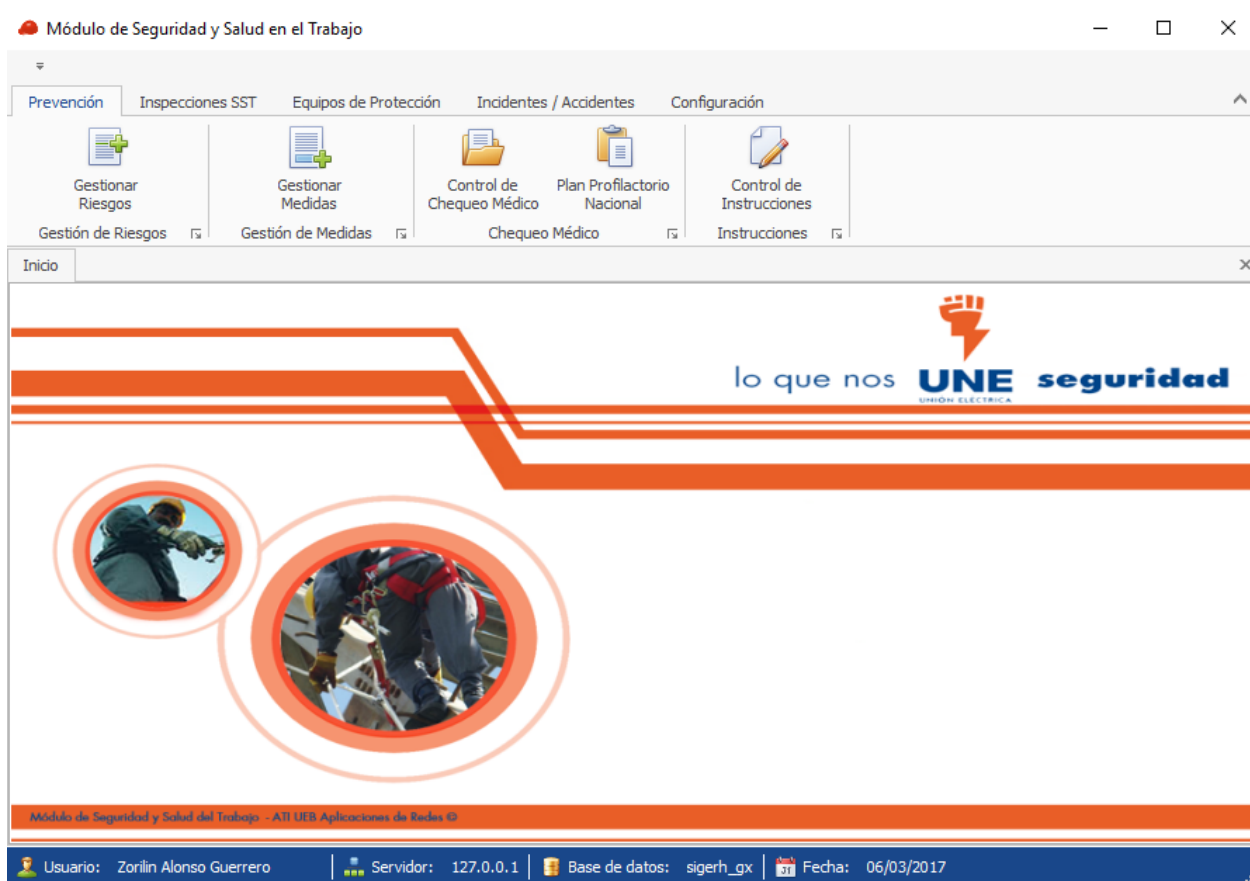 Módulo de Seguridad y Salud en el Trabajo
Prevención Inspecciones SST Equipos de Protección Incidentes / Accidentes Configuración
Gestionar Riesgos
Gestionar Medidas
Control de Chequeo Médico
Plan Profilactorio Nacional
Control de Instrucciones
Gestión de Riesgos Gestión de Medidas Chequeo Médico Instrucciones
Inicio
lo que nos UNE seguridad
UNIÓN ELÉCTRICA
Módulo de Seguridad y Salud del Trabajo - ATI UEB Aplicaciones de Redes ©
Usuario: Zorilin Alonso Guerrero Servidor: 127.0.0.1 Base de datos: sigerh_gx 31 Fecha: 06/03/2017